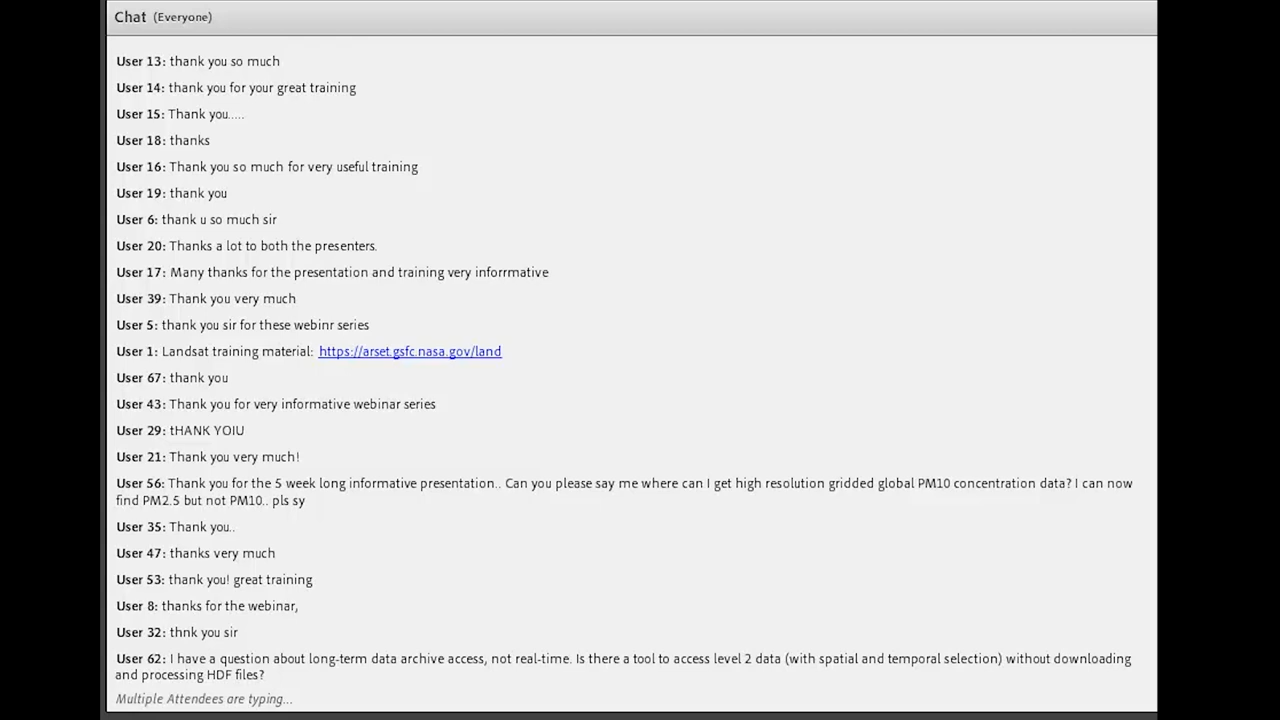 Chat (Everyone)
User 13: thank you so much
User 14: thank you for your great training
User 15: Thank you.....
User 18: thanks
User 16: Thank you so much for very useful training
User 19: thank you
User 6: thank u so much sir
User 20: Thanks a lot to both the presenters.
User 17: Many thanks for the presentation and training very inforrmative
User 39: Thank you very much
User 5: thank you sir for these webinr series
User 1: Landsat training material: https://arset.gsfc.nasa.gov/land
User 67: thank you
User 43: Thank you for very informative webinar series
User 29: tHANK YOIU
User 21: Thank you very much!
User 56: Thank you for the 5 week long informative presentation.. Can you please say me where can I get high resolution gridded global PM10 concentration data? I can now
find PM2.5 but not PM10.. pls sy
User 35: Thank you..
User 47: thanks very much
User 53: thank you! great training
User 8: thanks for the webinar,
User 32: thnk you sir
User 62: I have a question about long-term data archive access, not real-time. Is there a tool to access level 2 data (with spatial and temporal selection) without downloading
and processing HDF files?
Multiple Attendees are typing...